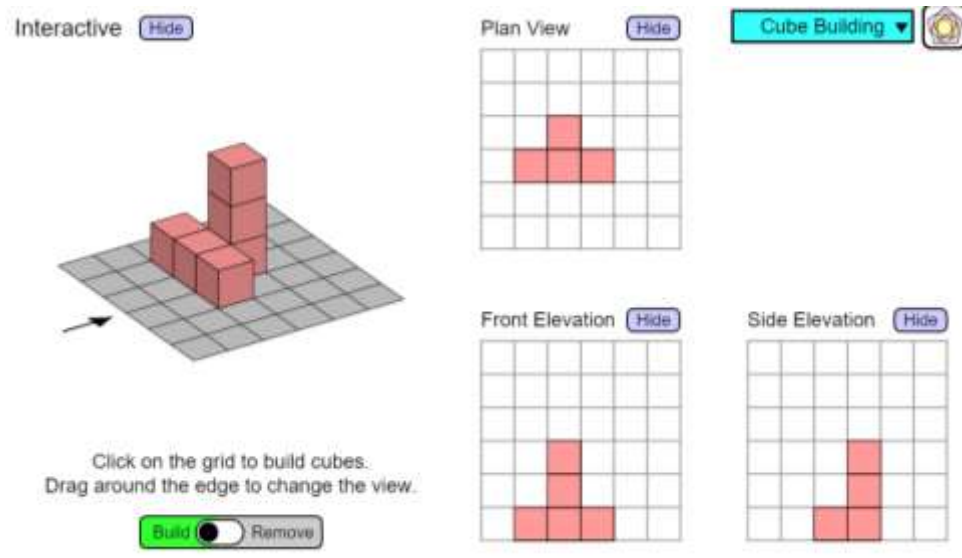 Interactive Hide
Plan View Hide
Cube Building
Front Elevation Hide
Side Elevation Hide
Click on the grid to build cubes.
Drag around the edge to change the view.
Build Remove